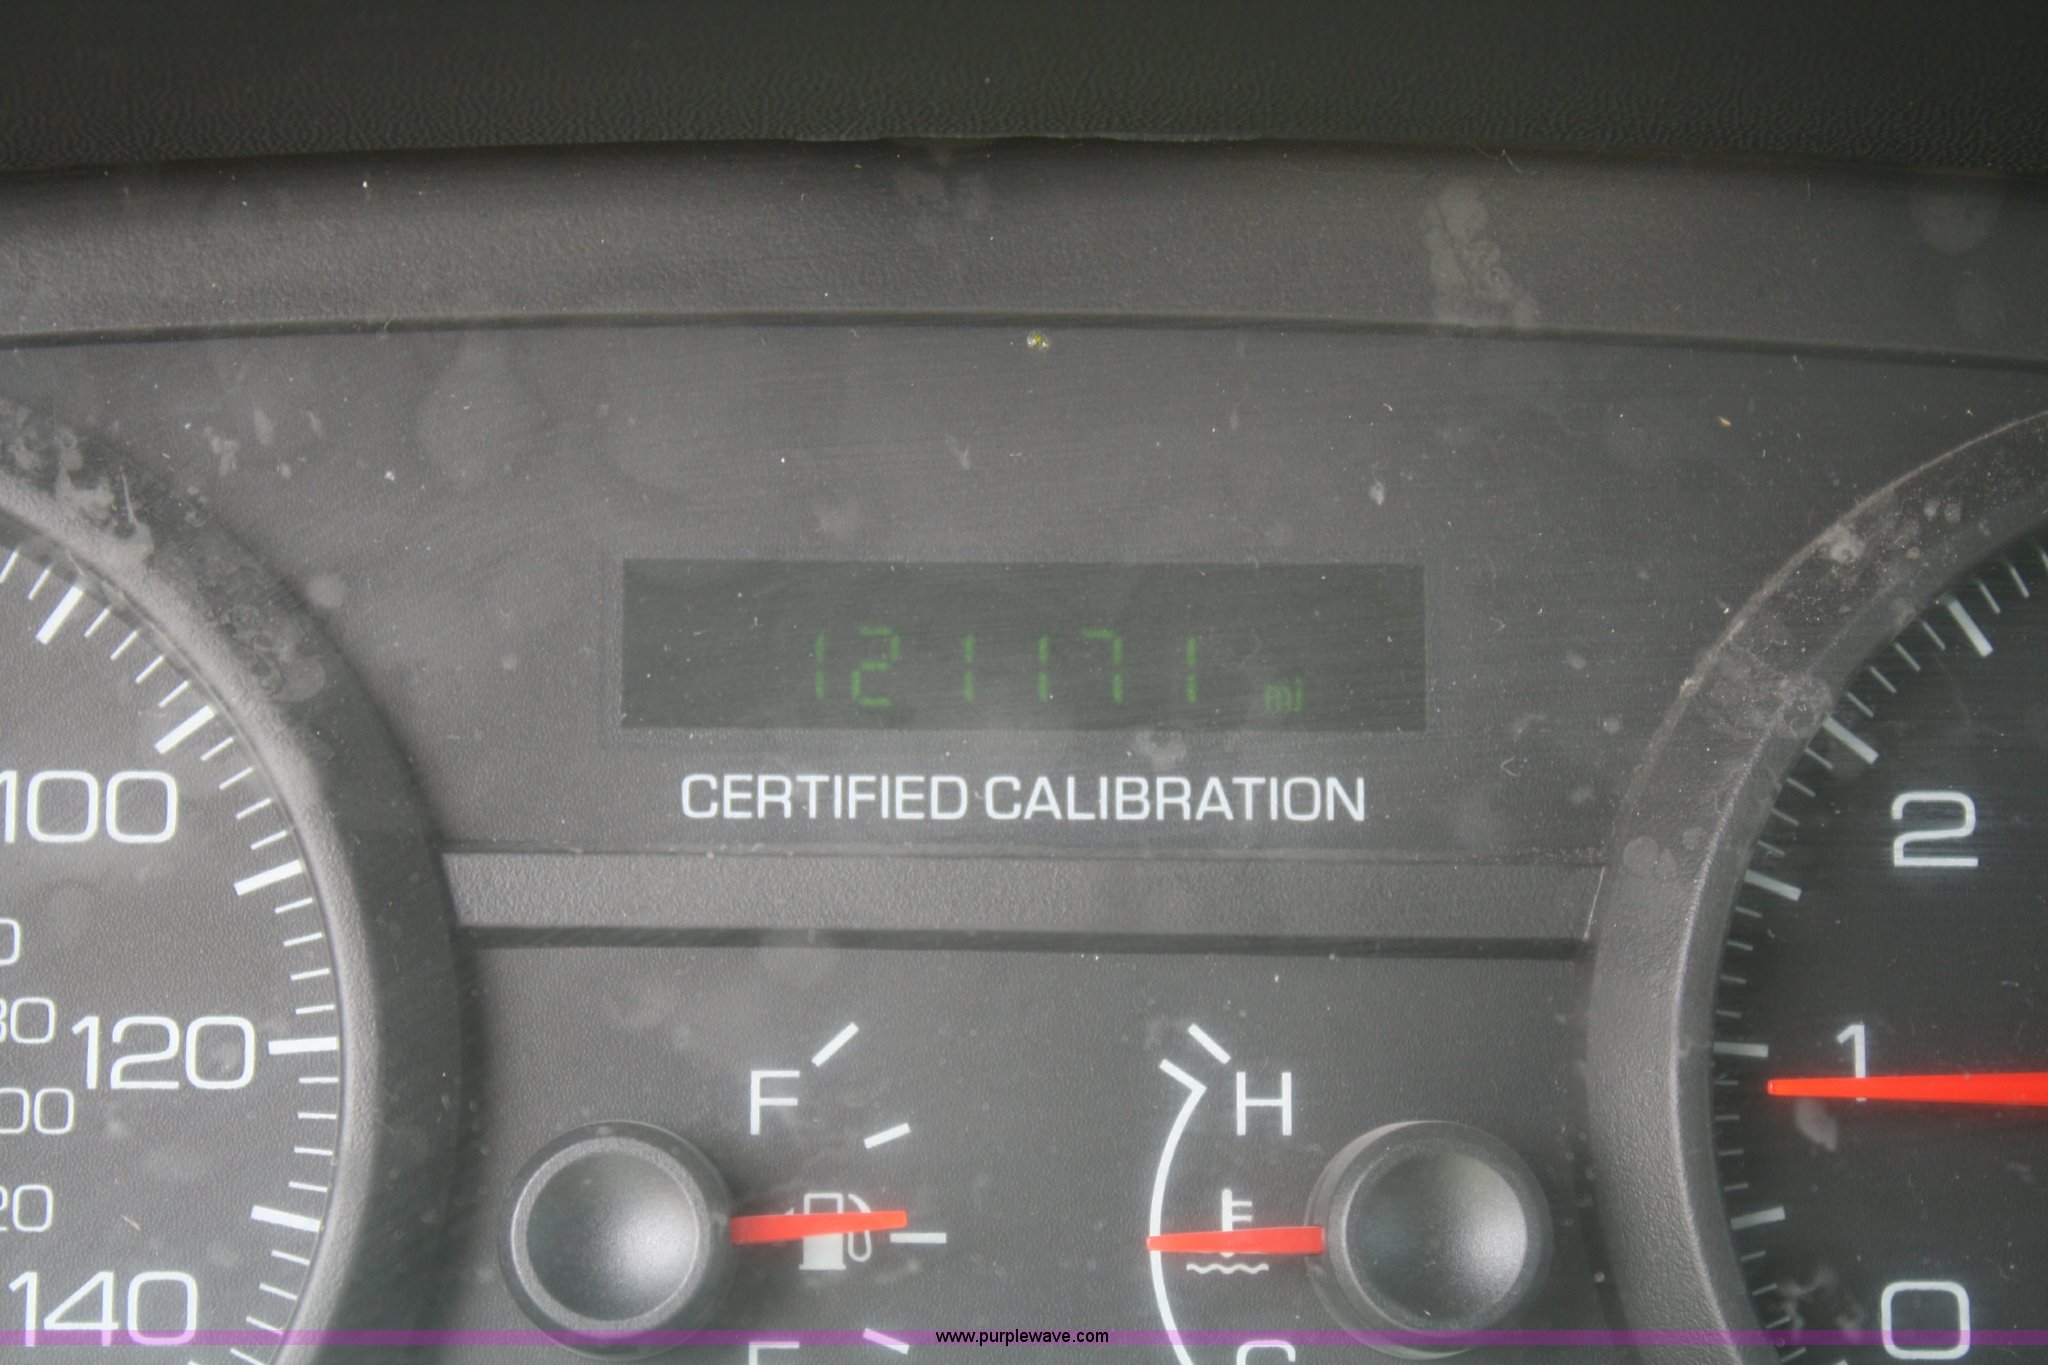 121171 mi
CERTIFIED CALIBRATION
100
120
140
F
H
2
1
0
www.purplewave.com